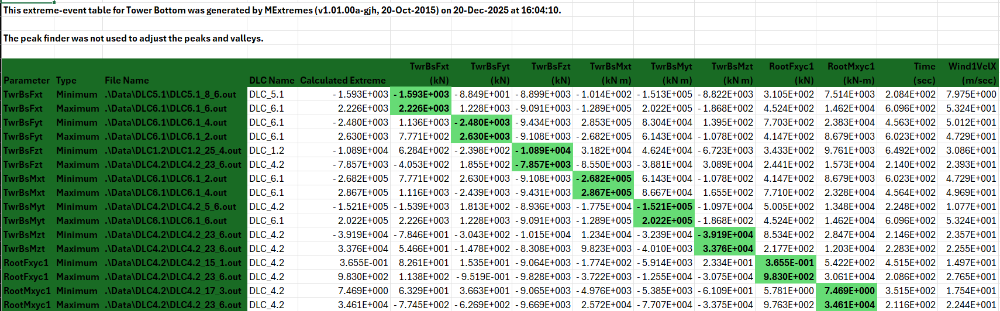 This extreme-event table for Tower Bottom was generated by MExtremes (v1.01.00a-gjh, 20-Oct-2015) on 20-Dec-2025 at 16:04:10.
The peak finder was not used to adjust the peaks and valleys.
TwrBsFxt TwrBsFyt TwrBsFzt TwrBsMxt TwrBsMyt TwrBsMzt RootFxyc1 RootMxyc1 Time Wind1VelX
Parameter Type File Name DLC Name Calculated Extreme (kN) (kN) (kN) (kN m) (kN m) (kN m) (kN) (kN-m) (sec) (m/sec)
TwrBsFxt Minimum .\Data\DLC5.1\DLC5.1_8_6.out DLC_5.1 - 1.593E+003 - 1.593E+003 - 8.849E+001 - 8.899E+003 - 1.014E+002 - 1.513E+005 - 8.822E+003 3.105E+002 7.514E+003 2.084E+002 7.975E+000
TwrBsFxt Maximum .\Data\DLC6.1\DLC6.1_6.out DLC_6.1 2.226E+003 2.226E+003 1.228E+003 - 9.091E+003 - 1.289E+005 2.022E+005 - 1.868E+002 4.524E+002 1.462E+004 6.096E+002 5.324E+001
TwrBsFyt Minimum .\Data\DLC6.1\DLC6.1_4.out DLC_6.1 - 2.480E+003 1.136E+003 - 2.480E+003 - 9.434E+003 2.853E+005 8.304E+004 1.395E+002 7.703E+002 2.383E+004 4.563E+002 5.012E+001
TwrBsFyt Maximum .\Data\DLC6.1\DLC6.1_2.out DLC_6.1 2.630E+003 7.771E+002 2.630E+003 - 9.108E+003 - 2.682E+005 6.143E+004 - 1.078E+002 4.147E+002 8.679E+003 6.023E+002 4.729E+001
TwrBsFzt Minimum .\Data\DLC1.2\DLC1.2_25_4.out DLC_1.2 - 1.089E+004 6.284E+002 - 2.398E+002 - 1.089E+004 3.182E+004 4.624E+004 - 6.723E+003 3.433E+002 9.761E+003 6.492E+002 3.086E+001
TwrBsFzt Maximum .\Data\DLC4.2\DLC4.2_23_6.out DLC_4.2 - 7.857E+003 - 4.053E+002 1.855E+002 - 7.857E+003 - 8.550E+003 - 3.881E+004 3.089E+004 2.441E+002 1.573E+004 2.140E+002 2.393E+001
TwrBsMxt Minimum .\Data\DLC6.1\DLC6.1_2.out DLC_6.1 - 2.682E+005 7.771E+002 2.630E+003 - 9.108E+003 - 2.682E+005 6.143E+004 - 1.078E+002 4.147E+002 8.679E+003 6.023E+002 4.729E+001
TwrBsMxt Maximum .\Data\DLC6.1\DLC6.1_4.out DLC_6.1 2.867E+005 1.116E+003 - 2.439E+003 - 9.431E+003 2.867E+005 8.667E+004 1.655E+002 7.710E+002 2.328E+004 4.564E+002 4.969E+001
TwrBsMyt Minimum .\Data\DLC4.2\DLC4.2_5_6.out DLC_4.2 - 1.521E+005 - 1.539E+003 1.813E+002 - 8.936E+003 - 1.775E+004 - 1.521E+005 - 1.097E+004 5.005E+002 1.348E+004 2.248E+002 1.077E+001
TwrBsMyt Maximum .\Data\DLC6.1\DLC6.1_6.out DLC_6.1 2.022E+005 2.226E+003 1.228E+003 - 9.091E+003 - 1.289E+005 2.022E+005 - 1.868E+002 4.524E+002 1.462E+004 6.096E+002 5.324E+001
TwrBsMzt Minimum .\Data\DLC4.2\DLC4.2_23_6.out DLC_4.2 - 3.919E+004 - 7.846E+001 - 3.043E+002 - 1.015E+004 1.234E+004 - 3.239E+004 - 3.919E+004 8.534E+002 2.847E+004 2.146E+002 2.357E+001
TwrBsMzt Maximum .\Data\DLC4.2\DLC4.2_23_6.out DLC_4.2 3.376E+004 5.466E+001 - 1.478E+002 - 8.308E+003 9.823E+003 - 4.010E+003 3.376E+004 2.177E+002 1.203E+004 2.283E+002 2.255E+001
RootFxyc1 Minimum .\Data\DLC4.2\DLC4.2_15_1.out DLC_4.2 3.655E-001 8.261E+001 1.535E+001 - 9.064E+003 - 1.774E+002 - 5.914E+003 2.334E+001 3.655E-001 5.422E+002 4.515E+002 1.497E+001
RootFxyc1 Maximum .\Data\DLC4.2\DLC4.2_23_6.out DLC_4.2 9.830E+002 1.138E+002 - 9.519E-001 - 9.828E+003 - 3.722E+003 - 1.255E+004 - 3.075E+004 9.830E+002 3.061E+004 2.086E+002 2.765E+001
RootMxyc1 Minimum .\Data\DLC4.2\DLC4.2_17_3.out DLC_4.2 7.469E+000 6.329E+001 3.663E+001 - 9.065E+003 - 4.976E+003 - 5.385E+003 - 6.109E+001 5.781E+000 7.469E+000 3.515E+002 1.754E+001
RootMxyc1 Maximum .\Data\DLC4.2\DLC4.2_23_6.out DLC_4.2 3.461E+004 - 7.745E+002 - 6.269E+002 - 9.669E+003 2.572E+004 - 7.707E+004 - 3.375E+004 9.763E+002 3.461E+004 2.116E+002 2.244E+001